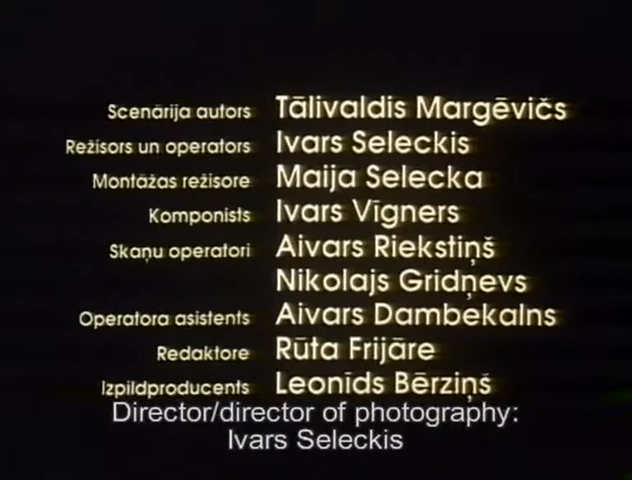 Scenārija autors Tālivaldis Margēvičs
Režisors un operators Ivars Seleckis
Montāžas režisore Maija Selecka
Komponists Ivars Vīgners
Skaņu operatori Aivars Riekstiņš
Nikolajs Gridņevs
Operatora asistents Aivars Dambekalns
Redaktore Rūta Frijāre
Izpildproducents Leonīds Bērziņš
Director/director of photography:
Ivars Seleckis